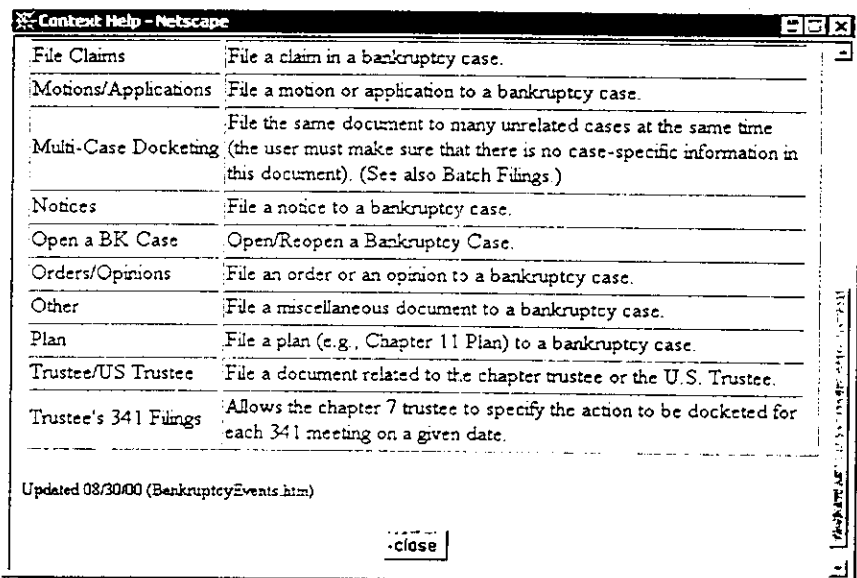 Context Help - Netscape
File Claims File a claim in a bankruptcy case.
Motions/Applications File a motion or application to a bankruptcy case.
File the same document to many unrelated cases at the same time
Multi-Case Docketing (the user must make sure that there is no case-specific information in
this document). (See also Batch Filings.)
Notices File a notice to a bankruptcy case.
Open a BK Case Open/Reopen a Bankruptcy Case.
Orders/Opinions File an order or an opinion to a bankruptcy case.
Other File a miscellaneous document to a bankruptcy case.
Plan File a plan (e.g., Chapter 11 Plan) to a bankruptcy case.
Trustee/US Trustee File a document related to the chapter trustee or the U.S. Trustee.
Trustee's 341 Filings Allows the chapter 7 trustee to specify the action to be docketed for
each 341 meeting on a given date.
Updated 08/30/00 (BankruptcyEvents.htm)
close